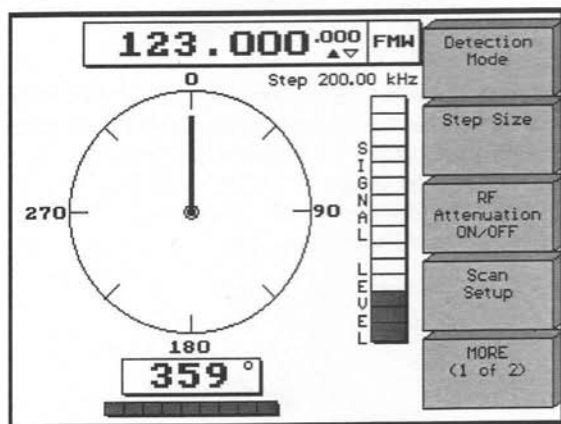 123.000.000 FMW
Step 200.00 kHz
0
90
180
270
SIGNAL LEVEL
359°
Detection
Mode
Step Size
RF
Attenuation
ON/OFF
Scan
Setup
MORE
(1 of 2)